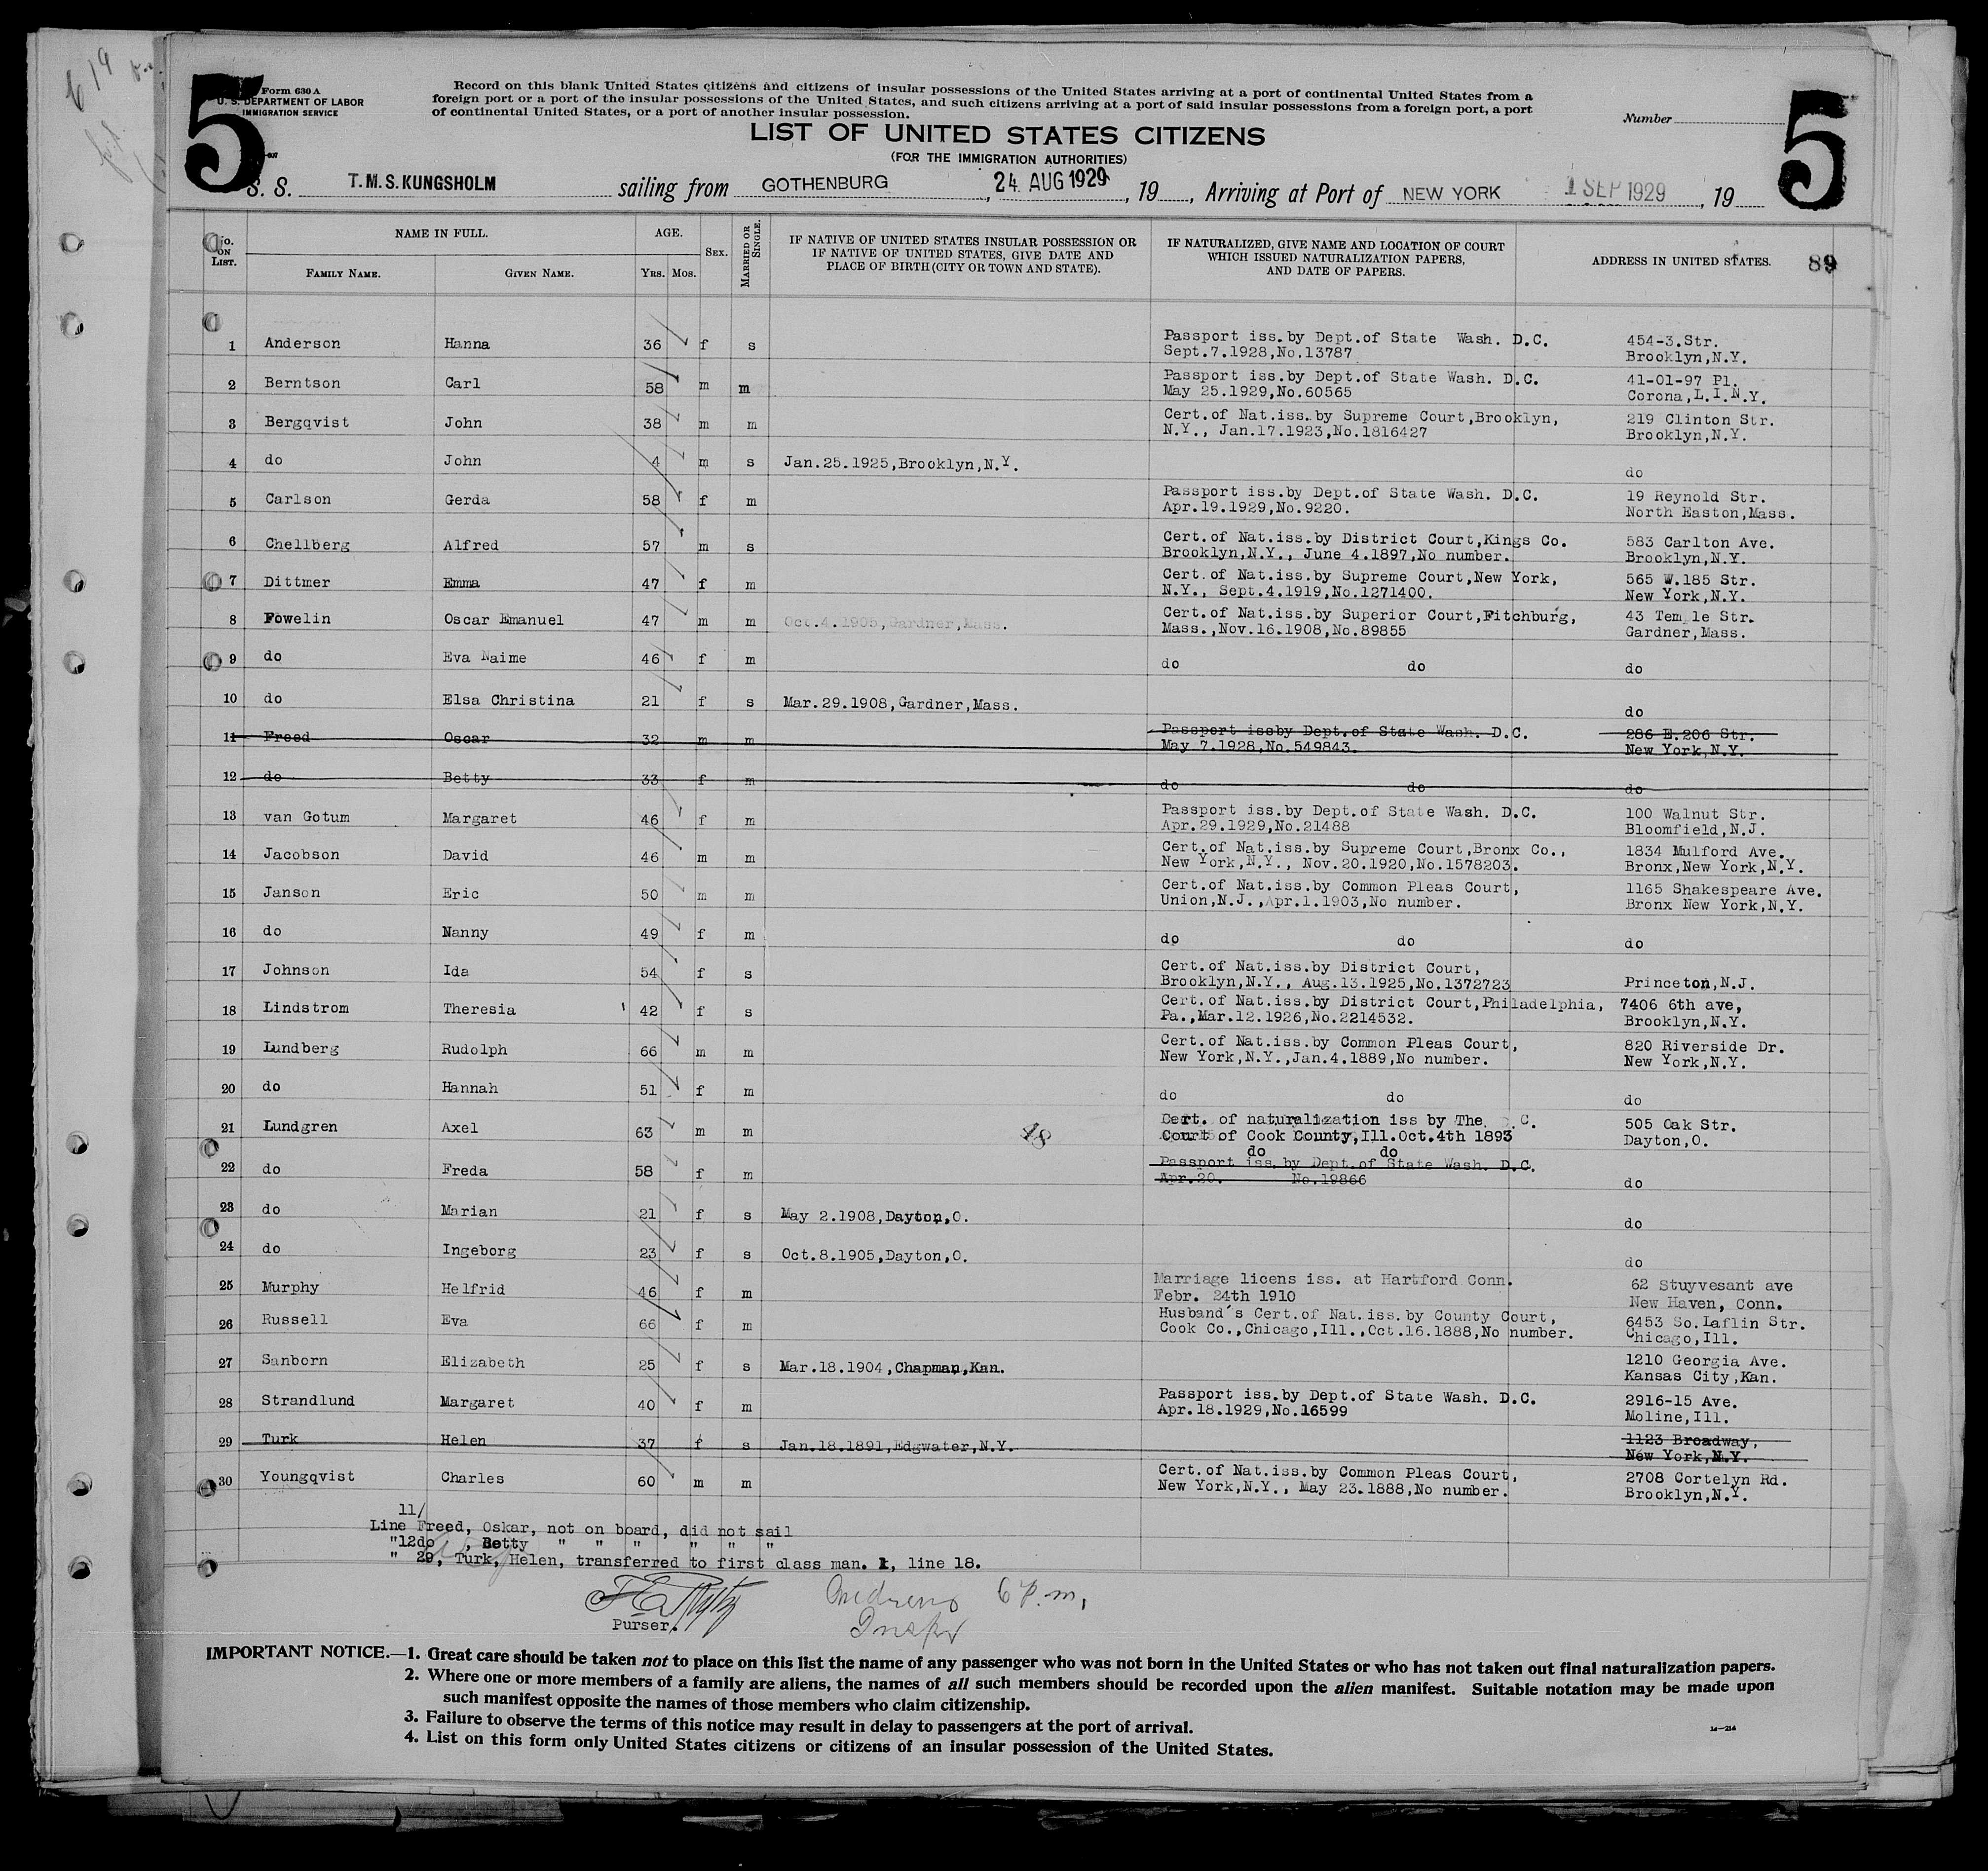 5
Form 630 A
U. S. DEPARTMENT OF LABOR
IMMIGRATION SERVICE
Record on this blank United States citizens and citizens of insular possessions of the United States arriving at a port of continental United States from a
foreign port or a port of the insular possessions of the United States, and such citizens arriving at a port of said insular possessions from a foreign port, a port
of continental United States, or a port of another insular possession.
LIST OF UNITED STATES CITIZENS
(FOR THE IMMIGRATION AUTHORITIES)
Number
5
S. S. T.M.S. KUNGSHOLM sailing from GOTHENBURG, 24. AUG 1929, 19, Arriving at Port of NEW YORK 1 SEP 1929, 19
No. ON LIST. NAME IN FULL. FAMILY NAME. GIVEN NAME. AGE. YRS. MOS. SEX. MARRIED OR SINGLE. IF NATIVE OF UNITED STATES INSULAR POSSESSION OR IF NATIVE OF UNITED STATES, GIVE DATE AND PLACE OF BIRTH (CITY OR TOWN AND STATE). IF NATURALIZED, GIVE NAME AND LOCATION OF COURT WHICH ISSUED NATURALIZATION PAPERS, AND DATE OF PAPERS. ADDRESS IN UNITED STATES. 89
1 Anderson Hanna 36 f s Passport iss.by Dept.of State Wash. D.C. 454-3.Str.
Sept.7.1928,No.13787 Brooklyn,N.Y.
2 Berntson Carl 58 m m Passport iss.by Dept.of State Wash. D.C. 41-01-97 Pl.
May 25.1929,No.60565 Corona,L.I.N.Y.
3 Bergqvist John 38 m m Cert.of Nat.iss.by Supreme Court,Brooklyn, 219 Clinton Str.
N.Y., Jan.17.1923,No.1816427 Brooklyn,N.Y.
4 do John 4 m s Jan.25.1925,Brooklyn,N.Y. do
5 Carlson Gerda 58 f m Passport iss.by Dept.of State Wash. D.C. 19 Reynold Str.
Apr.19.1929,No.9220. North Easton,Mass.
6 Chellberg Alfred 57 m s Cert.of Nat.iss.by District Court,Kings Co. 583 Carlton Ave.
Brooklyn,N.Y., June 4.1897,No number. Brooklyn,N.Y.
7 Dittmer Emma 47 f m Cert.of Nat.iss.by Supreme Court,New York, 565 W.185 Str.
N.Y., Sept.4.1919,No.1271400. New York,N.Y.
8 Fowelin Oscar Emanuel 47 m m Oct.4.1905,Gardner,Mass. Cert.of Nat.iss.by Superior Court,Fitchburg, 43 Temple Str.
Mass.,Nov.16.1908,No.89855 Gardner,Mass.
9 do Eva Naime 46 f m do do do
10 do Elsa Christina 21 f s Mar.29.1908,Gardner,Mass. do
11 Freed Oscar 32 m m Passport issby Dept.of State Wash. D.C. 286 E.206 Str.
May 7.1928,No.549843. New York,N.Y.
12 do Betty 33 f m do do do
13 van Gotum Margaret 46 f m Passport iss.by Dept.of State Wash. D.C. 100 Walnut Str.
Apr.29.1929,No.21488 Bloomfield,N.J.
14 Jacobson David 46 m m Cert.of Nat.iss.by Supreme Court,Bronx Co., 1834 Mulford Ave.
New York,N.Y., Nov.20.1920,No.1578203. Bronx,New York,N.Y.
15 Janson Eric 50 m m Cert.of Nat.iss.by Common Pleas Court, 1165 Shakespeare Ave.
Union,N.J.,Apr.1.1903,No number. Bronx New York,N.Y.
16 do Nanny 49 f m do do do
17 Johnson Ida 54 f s Cert.of Nat.iss.by District Court,
Brooklyn,N.Y., Aug.13.1925,No.1372723 Princeton,N.J.
18 Lindstrom Theresia 42 f s Cert.of Nat.iss.by District Court,Philadelphia, 7406 6th ave,
Pa.,Mar.12.1926,No.2214532. Brooklyn,N.Y.
19 Lundberg Rudolph 66 m m Cert.of Nat.iss.by Common Pleas Court, 820 Riverside Dr.
New York,N.Y.,Jan.4.1889,No number. New York,N.Y.
20 do Hannah 51 f m do do do
21 Lundgren Axel 63 m m 18 Cert. of naturalization iss by The C. 505 Oak Str.
Court of Cook County,Ill.Oct.4th 1893 Dayton,O.
do do
22 do Freda 58 f m Passport iss.by Dept.of State Wash. D.C.
Apr.20. No.19866 do
23 do Marian 21 f s May 2.1908,Dayton,O. do
24 do Ingeborg 23 f s Oct.8.1905,Dayton,O. do
25 Murphy Helfrid 46 f m Marriage licens iss. at Hartford Conn. 62 Stuyvesant ave
Febr. 24th 1910 New Haven, Conn.
26 Russell Eva 66 f m Husband's Cert.of Nat.iss.by County Court, 6453 So.Laflin Str.
Cook Co.,Chicago,Ill.,Oct.16.1888,No number. Chicago,Ill.
27 Sanborn Elizabeth 25 f s Mar.18.1904,Chapman,Kan. 1210 Georgia Ave.
Kansas City,Kan.
28 Strandlund Margaret 40 f m Passport iss.by Dept.of State Wash. D.C. 2916-15 Ave.
Apr.18.1929,No.16599 Moline,Ill.
29 Turk Helen 37 f s Jan.18.1891,Edgwater,N.Y. 1123 Broadway,
New York,N.Y.
30 Youngqvist Charles 60 m m Cert.of Nat.iss.by Common Pleas Court, 2708 Cortelyn Rd.
New York,N.Y., May 23.1888,No number. Brooklyn,N.Y.
11/
Line Freed, Oskar, not on board, did not sail
"12do , Betty " " " " " "
" 29, Turk, Helen, transferred to first class man. 1, line 18.
6 P.m,
Purser. Inspr
IMPORTANT NOTICE.—1. Great care should be taken not to place on this list the name of any passenger who was not born in the United States or who has not taken out final naturalization papers.
2. Where one or more members of a family are aliens, the names of all such members should be recorded upon the alien manifest. Suitable notation may be made upon
such manifest opposite the names of those members who claim citizenship.
3. Failure to observe the terms of this notice may result in delay to passengers at the port of arrival.
4. List on this form only United States citizens or citizens of an insular possession of the United States.
14—214